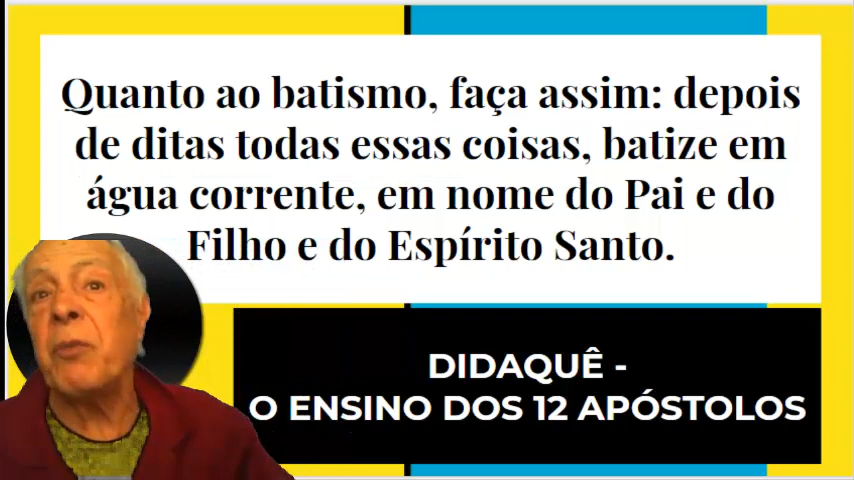 Quanto ao batismo, faça assim: depois
de ditas todas essas coisas, batize em
água corrente, em nome do Pai e do
Filho e do Espírito Santo.
DIDAQUÊ -
O ENSINO DOS 12 APÓSTOLOS